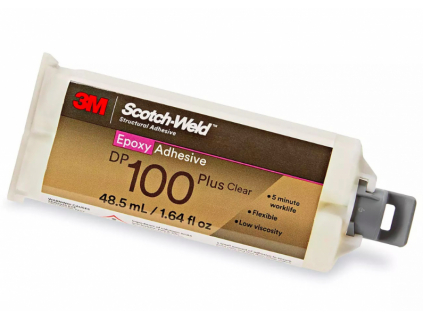 3M
Scotch-Weld™
Structural Adhesive
Epoxy Adhesive
DP 100 Plus Clear
48.5 mL / 1.64 fl oz
• 5 minute
worklife
• Flexible
• Low viscosity